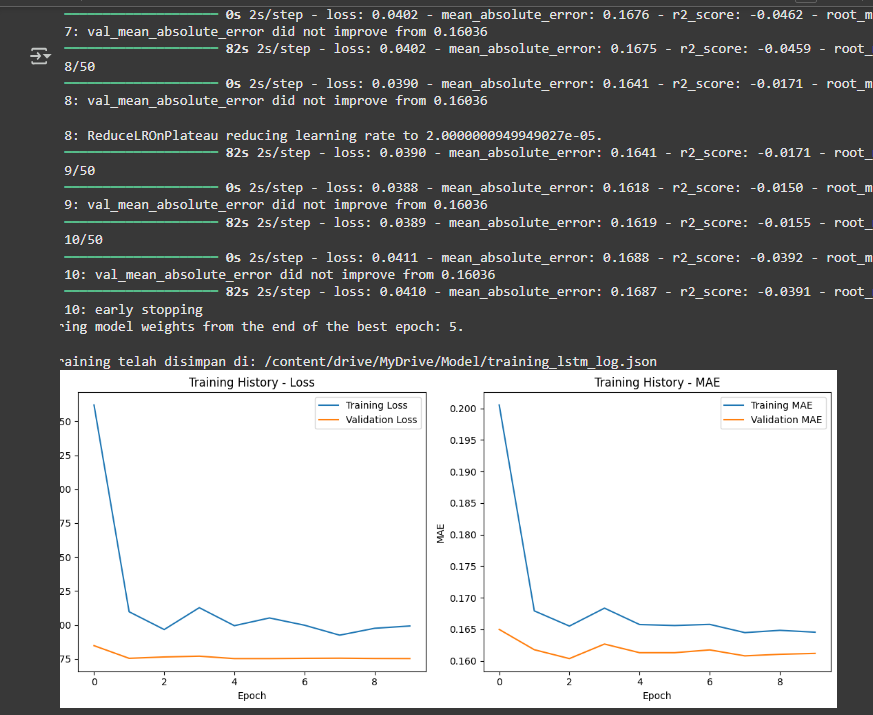 0s 2s/step - loss: 0.0402 - mean_absolute_error: 0.1676 - r2_score: -0.0462 - root_m
7: val_mean_absolute_error did not improve from 0.16036
82s 2s/step - loss: 0.0402 - mean_absolute_error: 0.1675 - r2_score: -0.0459 - root_
8/50
0s 2s/step - loss: 0.0390 - mean_absolute_error: 0.1641 - r2_score: -0.0171 - root_m
8: val_mean_absolute_error did not improve from 0.16036
8: ReduceLROnPlateau reducing learning rate to 2.0000000949949027e-05.
82s 2s/step - loss: 0.0390 - mean_absolute_error: 0.1641 - r2_score: -0.0171 - root_
9/50
0s 2s/step - loss: 0.0388 - mean_absolute_error: 0.1618 - r2_score: -0.0150 - root_m
9: val_mean_absolute_error did not improve from 0.16036
82s 2s/step - loss: 0.0389 - mean_absolute_error: 0.1619 - r2_score: -0.0155 - root_
10/50
0s 2s/step - loss: 0.0411 - mean_absolute_error: 0.1688 - r2_score: -0.0392 - root_m
10: val_mean_absolute_error did not improve from 0.16036
82s 2s/step - loss: 0.0410 - mean_absolute_error: 0.1687 - r2_score: -0.0391 - root_
10: early stopping
ring model weights from the end of the best epoch: 5.
raining telah disimpan di: /content/drive/MyDrive/Model/training_lstm_log.json
Training History - Loss
Training Loss
Validation Loss
50
25
00
75
50
25
00
75
0 2 4 6 8
Epoch
Training History - MAE
Training MAE
Validation MAE
MAE
0.200
0.195
0.190
0.185
0.180
0.175
0.170
0.165
0.160
0 2 4 6 8
Epoch